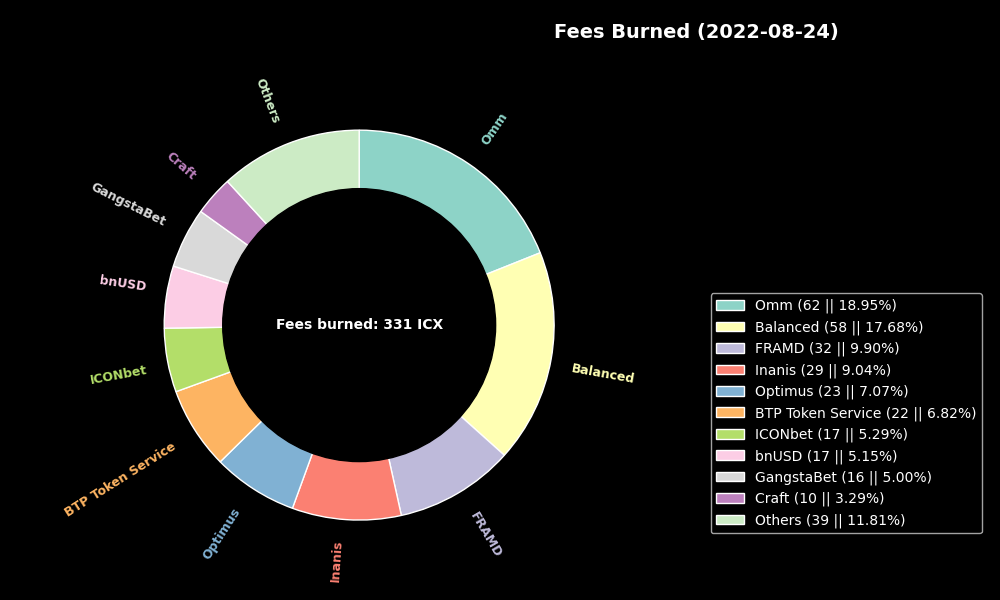 Fees Burned (2022-08-24)
Others
Omm
Craft
GangstaBet
bnUSD
Fees burned: 331 ICX
Balanced
ICONbet
BTP Token Service
Optimus
Inanis
FRAMD
Omm (62 || 18.95%)
Balanced (58 || 17.68%)
FRAMD (32 || 9.90%)
Inanis (29 || 9.04%)
Optimus (23 || 7.07%)
BTP Token Service (22 || 6.82%)
ICONbet (17 || 5.29%)
bnUSD (17 || 5.15%)
GangstaBet (16 || 5.00%)
Craft (10 || 3.29%)
Others (39 || 11.81%)